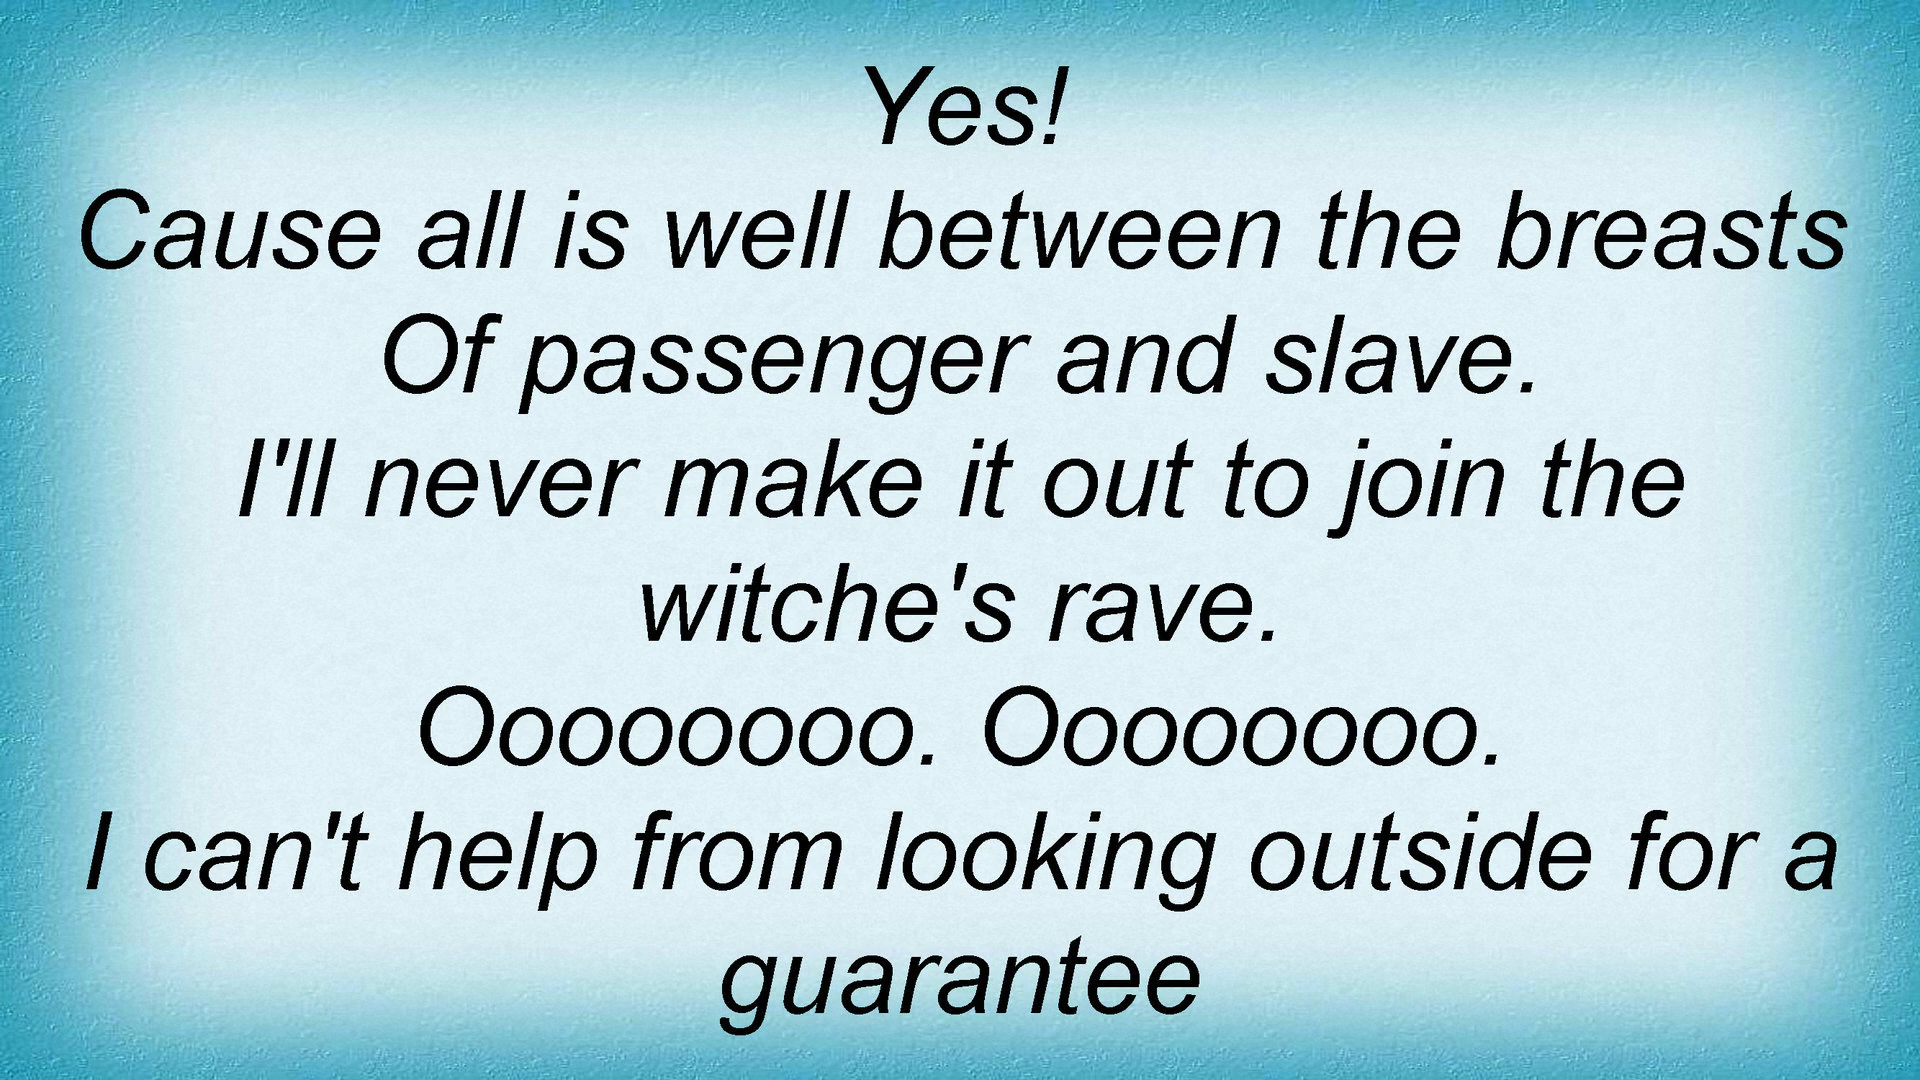 Yes!
Cause all is well between the breasts
Of passenger and slave.
I'll never make it out to join the
witche's rave.
Oooooooo. Oooooooo.
I can't help from looking outside for a
guarantee